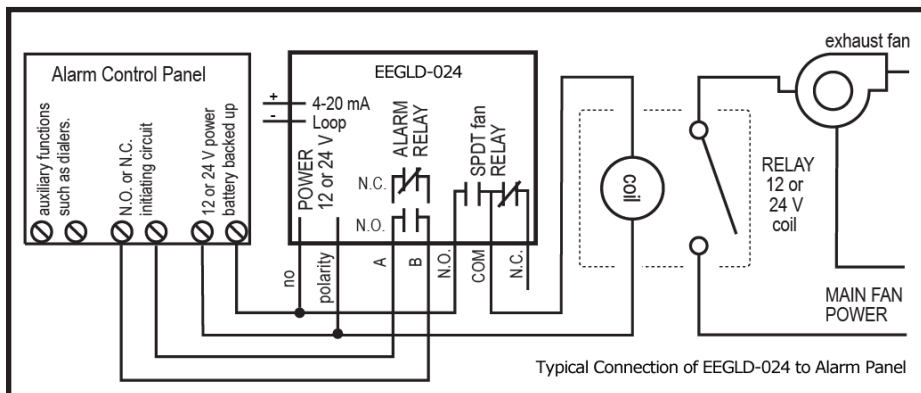 Alarm Control Panel
auxiliary functions
such as dialers.
N.O. or N.C.
initiating circuit
12 or 24 V power
battery backed up
EEGLD-024
+
-
4-20 mA
Loop
POWER
12 or 24 V
ALARM
RELAY
N.C.
N.O.
SPDT fan
RELAY
no
polarity
A
B
N.O.
COM
N.C.
coil
RELAY
12 or
24 V
coil
exhaust fan
MAIN FAN
POWER
Typical Connection of EEGLD-024 to Alarm Panel